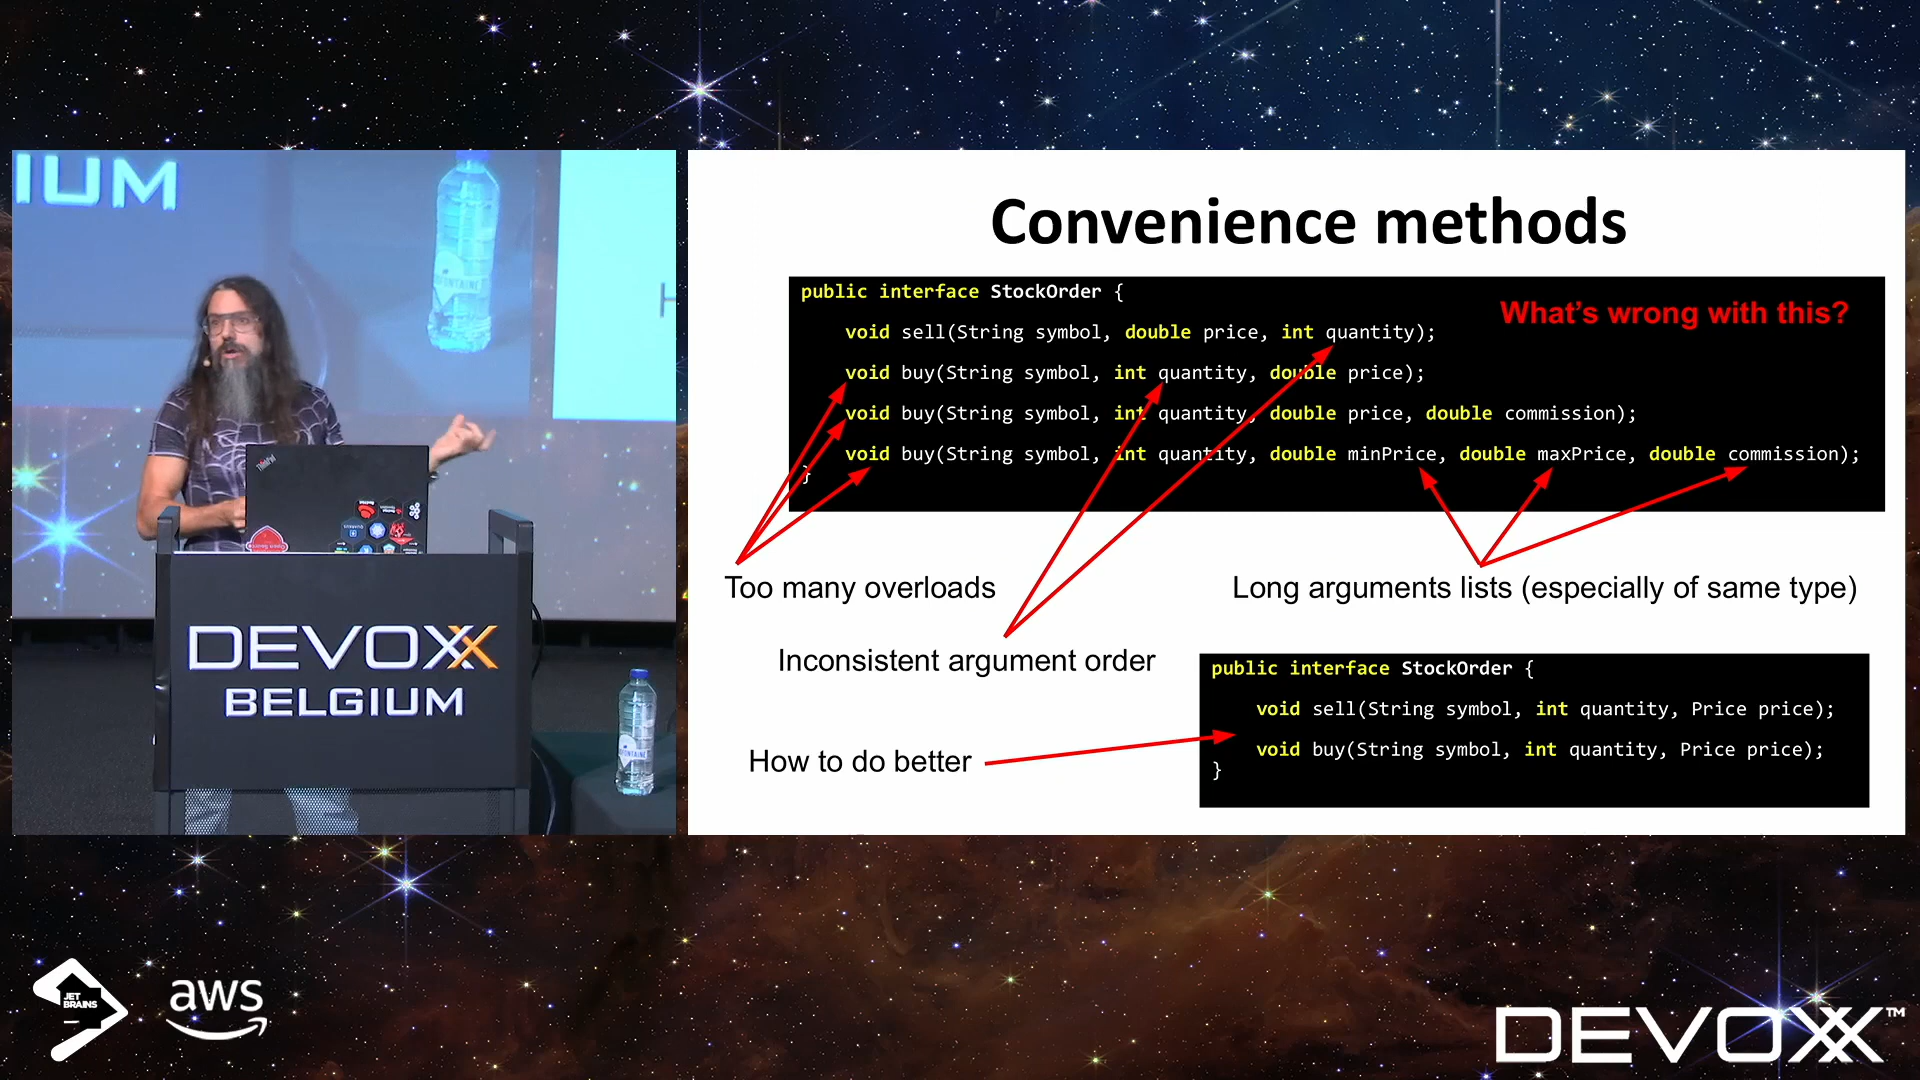 IUM
Convenience methods
public interface StockOrder {
What's wrong with this?
void sell(String symbol, double price, int quantity);
void buy(String symbol, int quantity, double price);
void buy(String symbol, int quantity, double price, double commission);
void buy(String symbol, int quantity, double minPrice, double maxPrice, double commission);
}
Too many overloads
Long arguments lists (especially of same type)
Inconsistent argument order
public interface StockOrder {
void sell(String symbol, int quantity, Price price);
void buy(String symbol, int quantity, Price price);
}
How to do better
ThinkPad
DEVOXX
BELGIUM
JET
BRAINS
aws
DEVOXX™